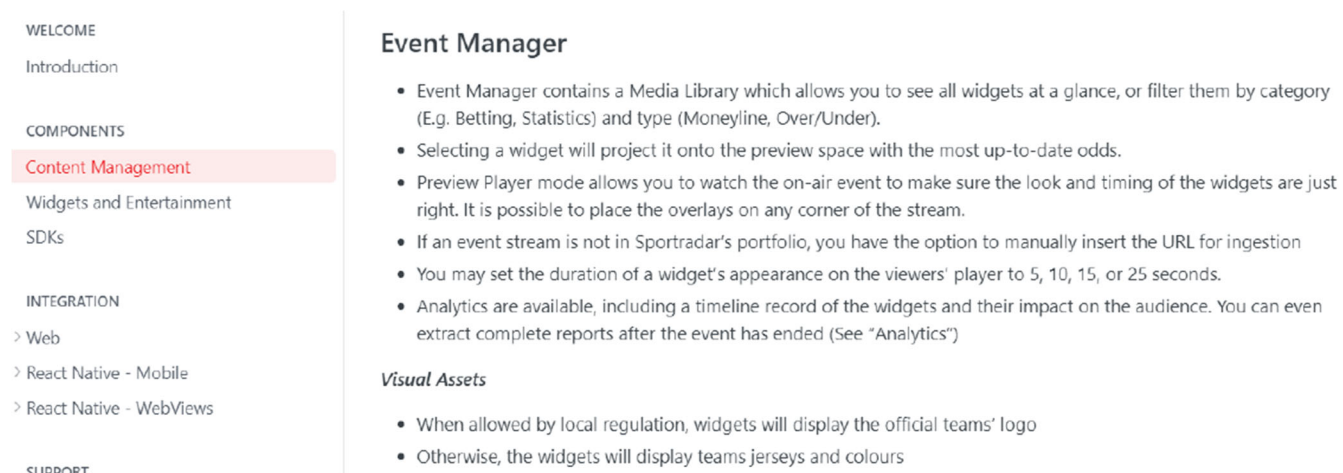 WELCOME
Introduction
COMPONENTS
Content Management
Widgets and Entertainment
SDKs
INTEGRATION
Web
React Native - Mobile
React Native - WebViews
SUPPORT
Event Manager
• Event Manager contains a Media Library which allows you to see all widgets at a glance, or filter them by category
(E.g. Betting, Statistics) and type (Moneyline, Over/Under).
• Selecting a widget will project it onto the preview space with the most up-to-date odds.
• Preview Player mode allows you to watch the on-air event to make sure the look and timing of the widgets are just
right. It is possible to place the overlays on any corner of the stream.
• If an event stream is not in Sportradar's portfolio, you have the option to manually insert the URL for ingestion
• You may set the duration of a widget's appearance on the viewers' player to 5, 10, 15, or 25 seconds.
• Analytics are available, including a timeline record of the widgets and their impact on the audience. You can even
extract complete reports after the event has ended (See "Analytics")
Visual Assets
• When allowed by local regulation, widgets will display the official teams' logo
• Otherwise, the widgets will display teams jerseys and colours